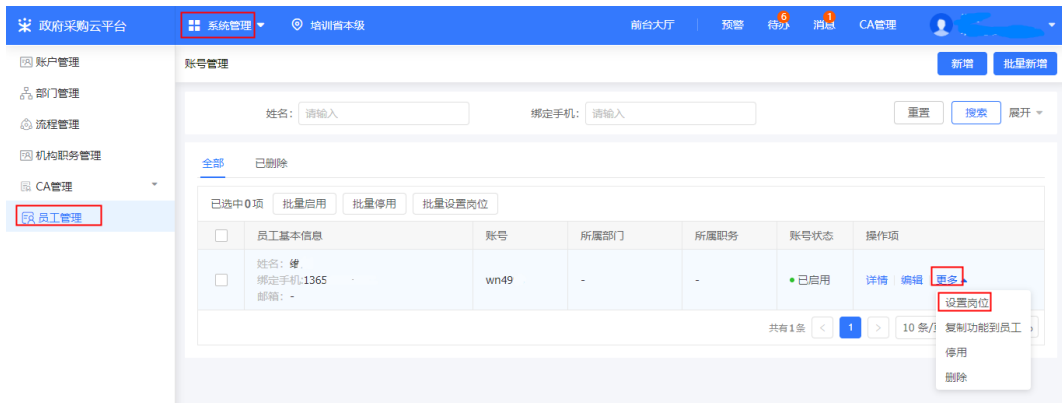 政府采购云平台 系统管理 培训省本级 前台大厅 预警 待办 6 消息 1 CA管理
账户管理
部门管理
流程管理
机构职务管理
CA管理
员工管理
账号管理 新增 批量新增
姓名: 请输入 绑定手机: 请输入 重置 搜索 展开
全部 已删除
已选中0项 批量启用 批量停用 批量设置岗位
员工基本信息 账号 所属部门 所属职务 账号状态 操作项
姓名:
绑定手机:1365
邮箱: -
wn49 - - 已启用 详情 编辑 更多
设置岗位
复制功能到员工
停用
删除
共有1条 < 1 > 10 条/